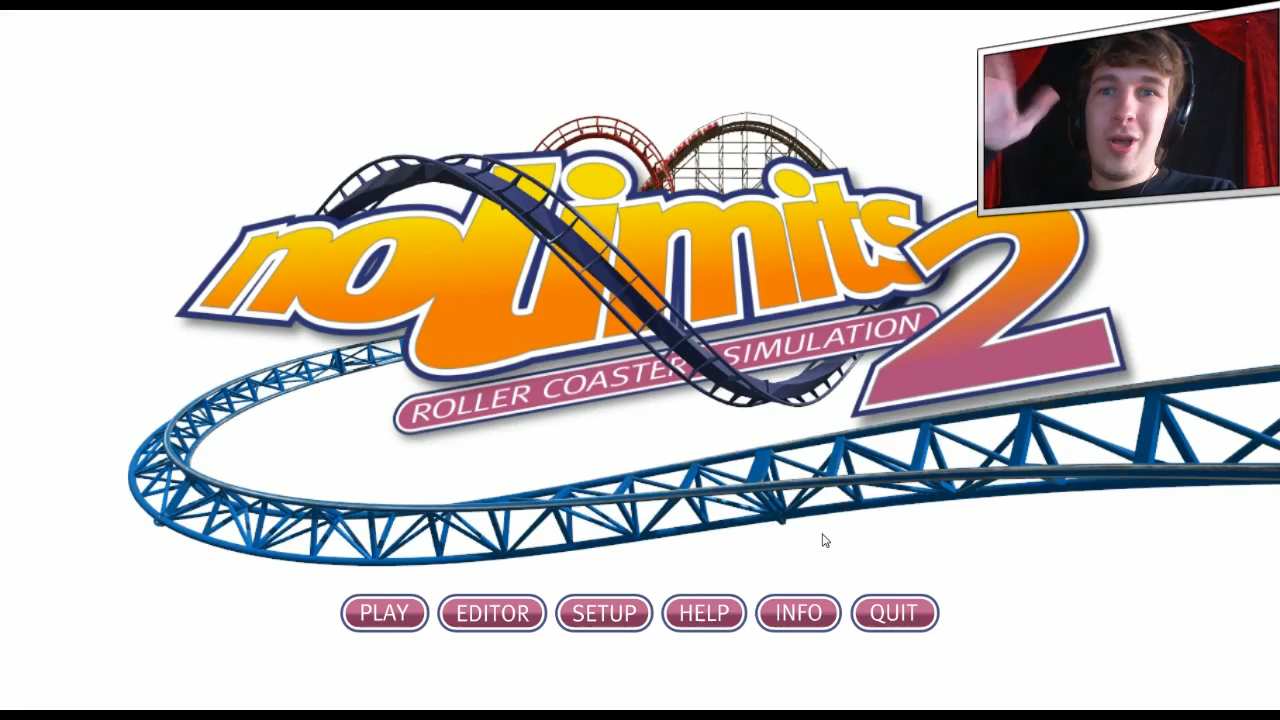 noLimits 2
ROLLER COASTER SIMULATION
PLAY EDITOR SETUP HELP INFO QUIT